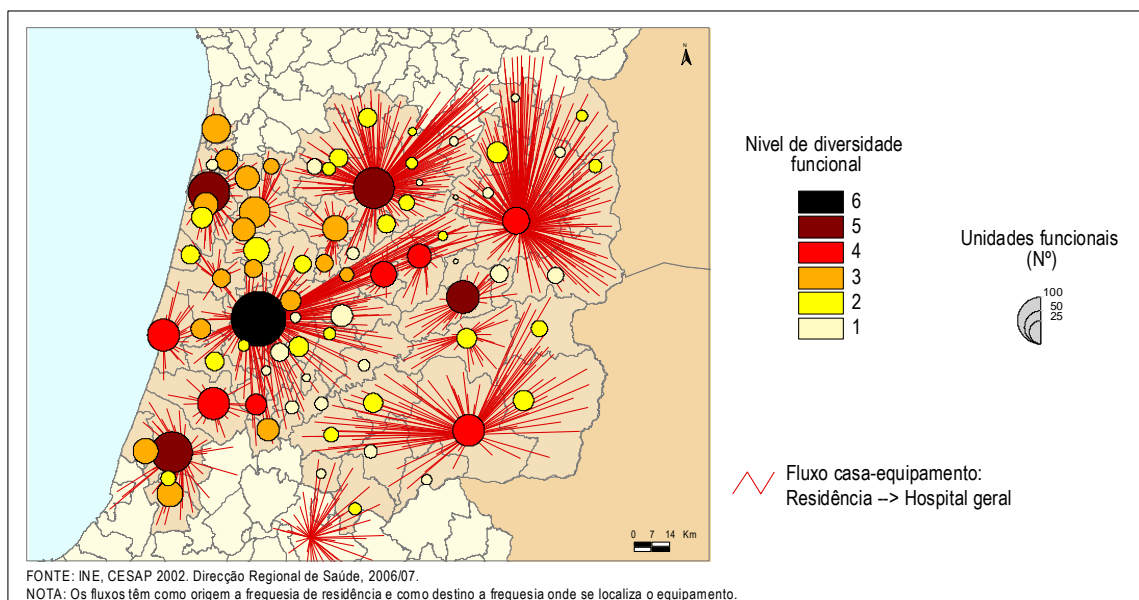 N
Nivel de diversidade
funcional
6
5
4
3
2
1
Unidades funcionais
(Nº)
100
50
25
Fluxo casa-equipamento:
Residência --> Hospital geral
0 7 14 Km
FONTE: INE, CESAP 2002. Direcção Regional de Saúde, 2006/07.
NOTA: Os fluxos têm como origem a freguesia de residência e como destino a freguesia onde se localiza o equipamento.